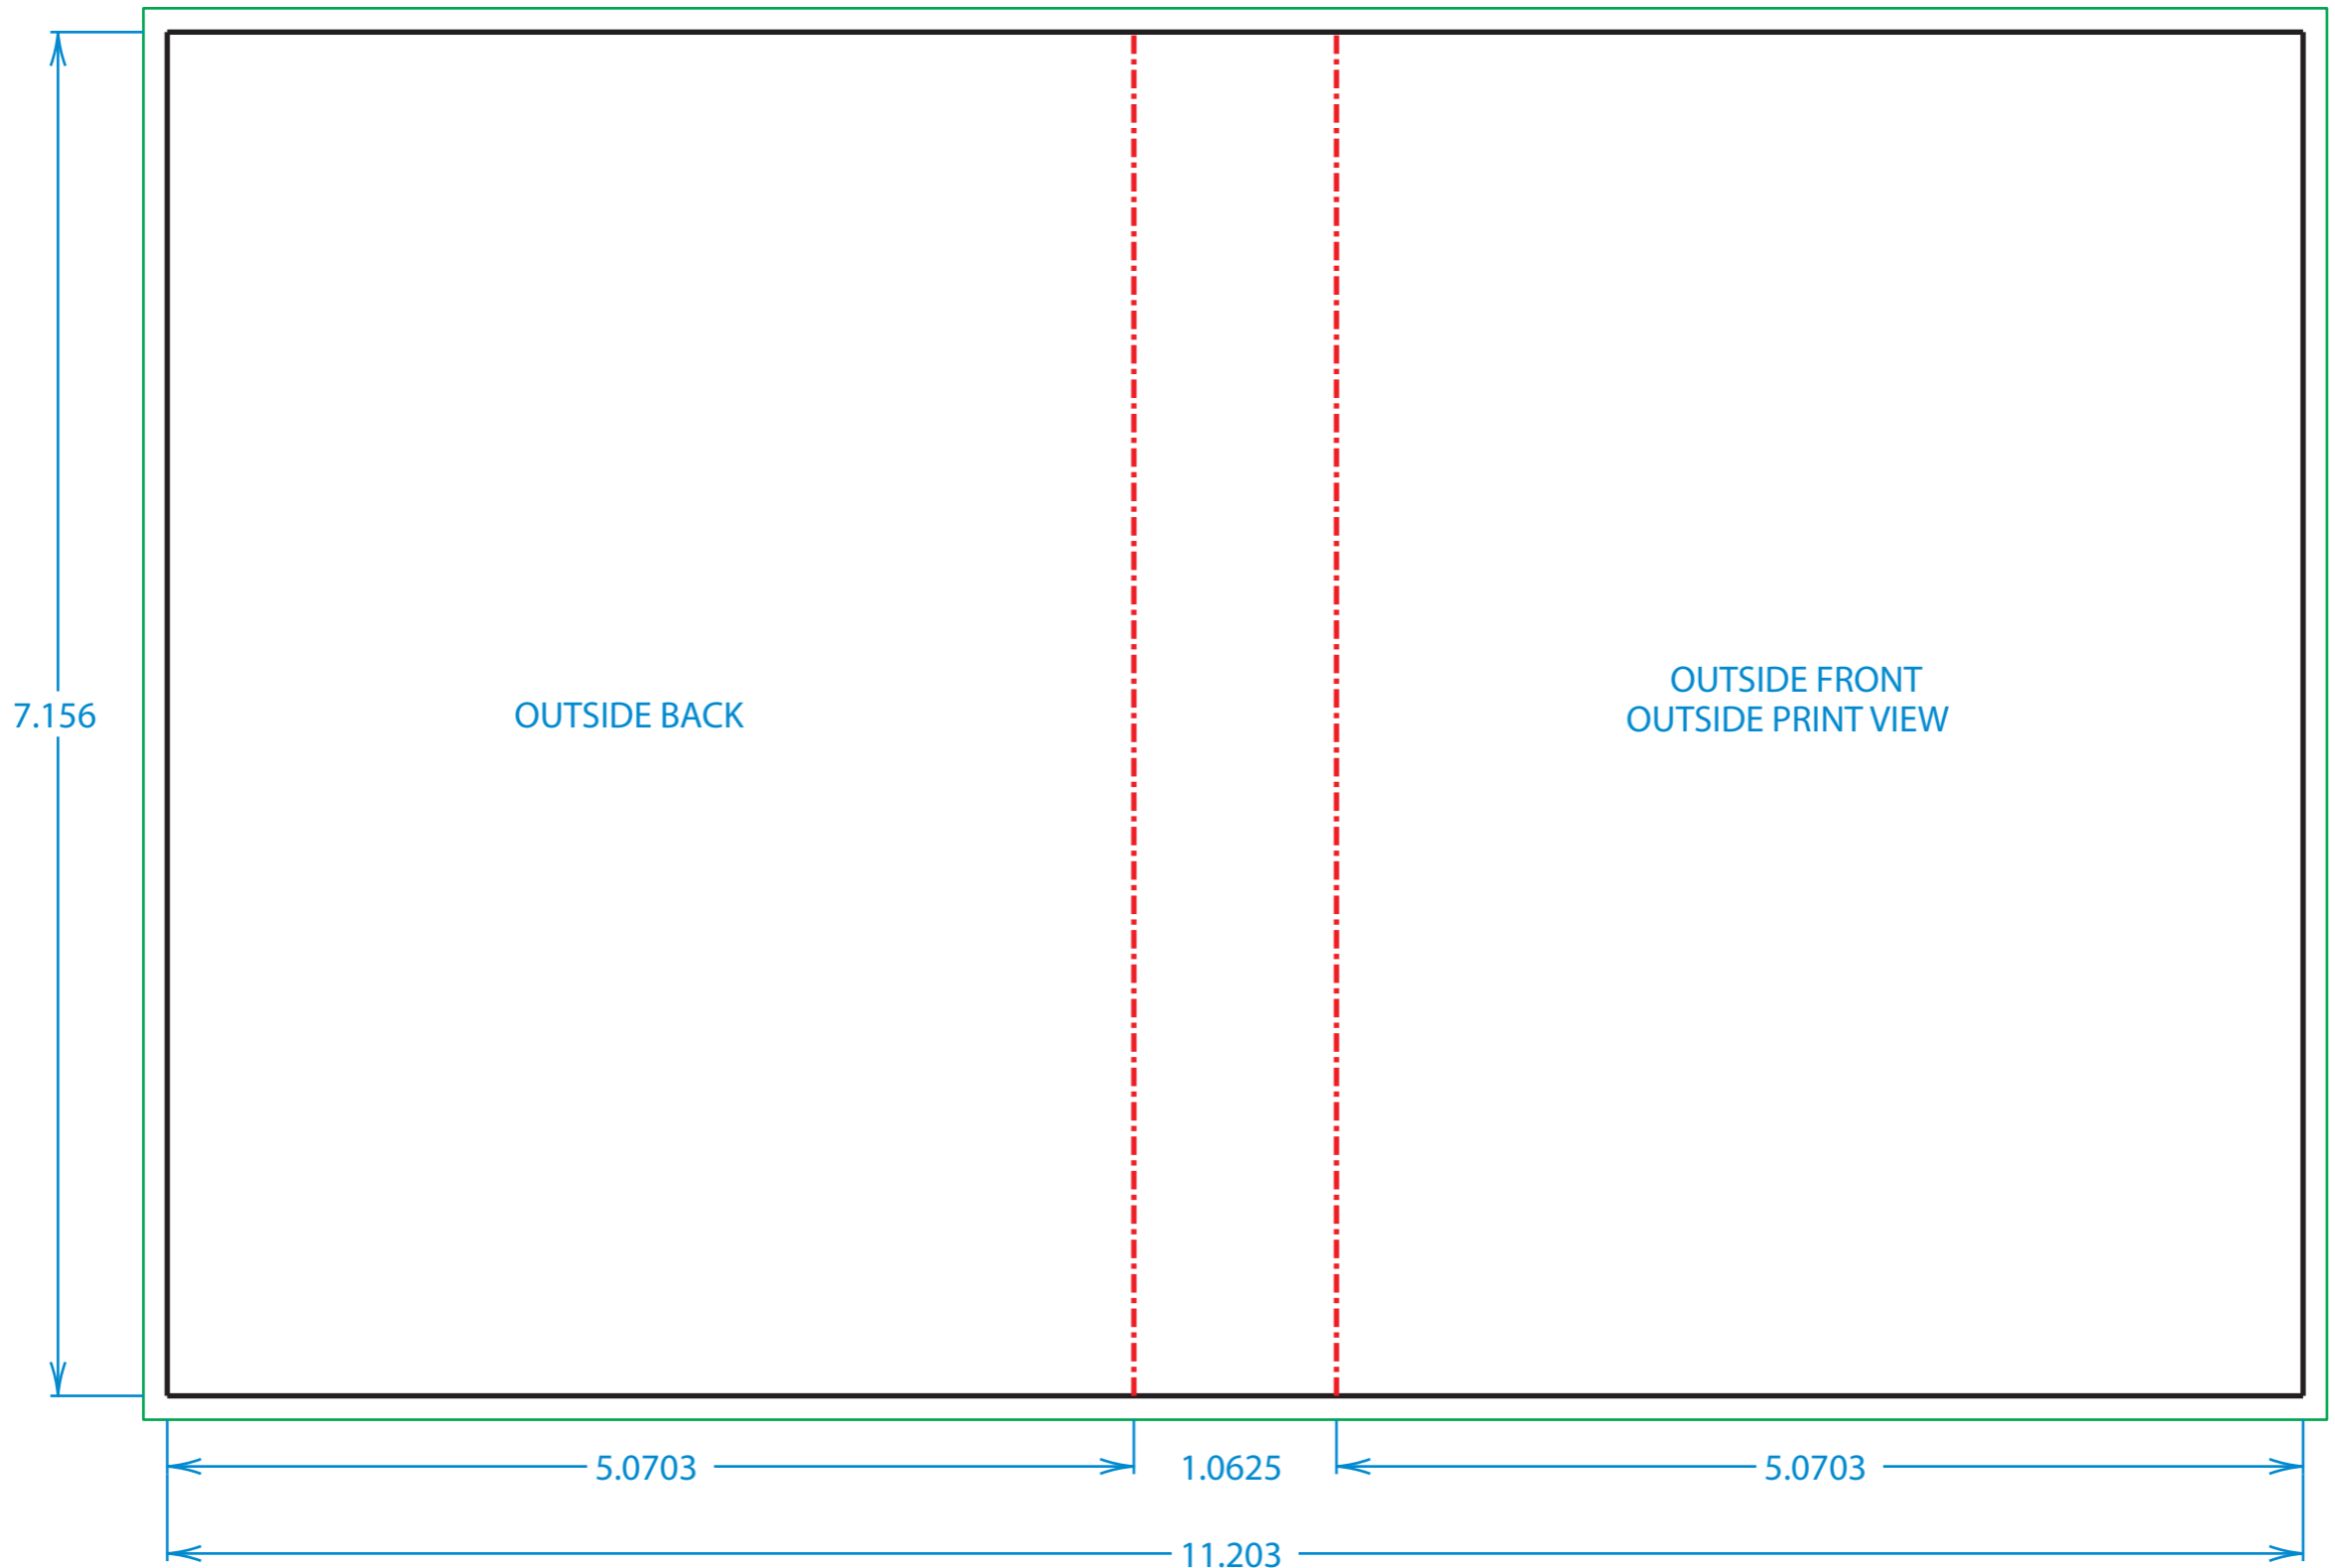 7.156
OUTSIDE BACK
OUTSIDE FRONT
OUTSIDE PRINT VIEW
5.0703
1.0625
5.0703
11.203